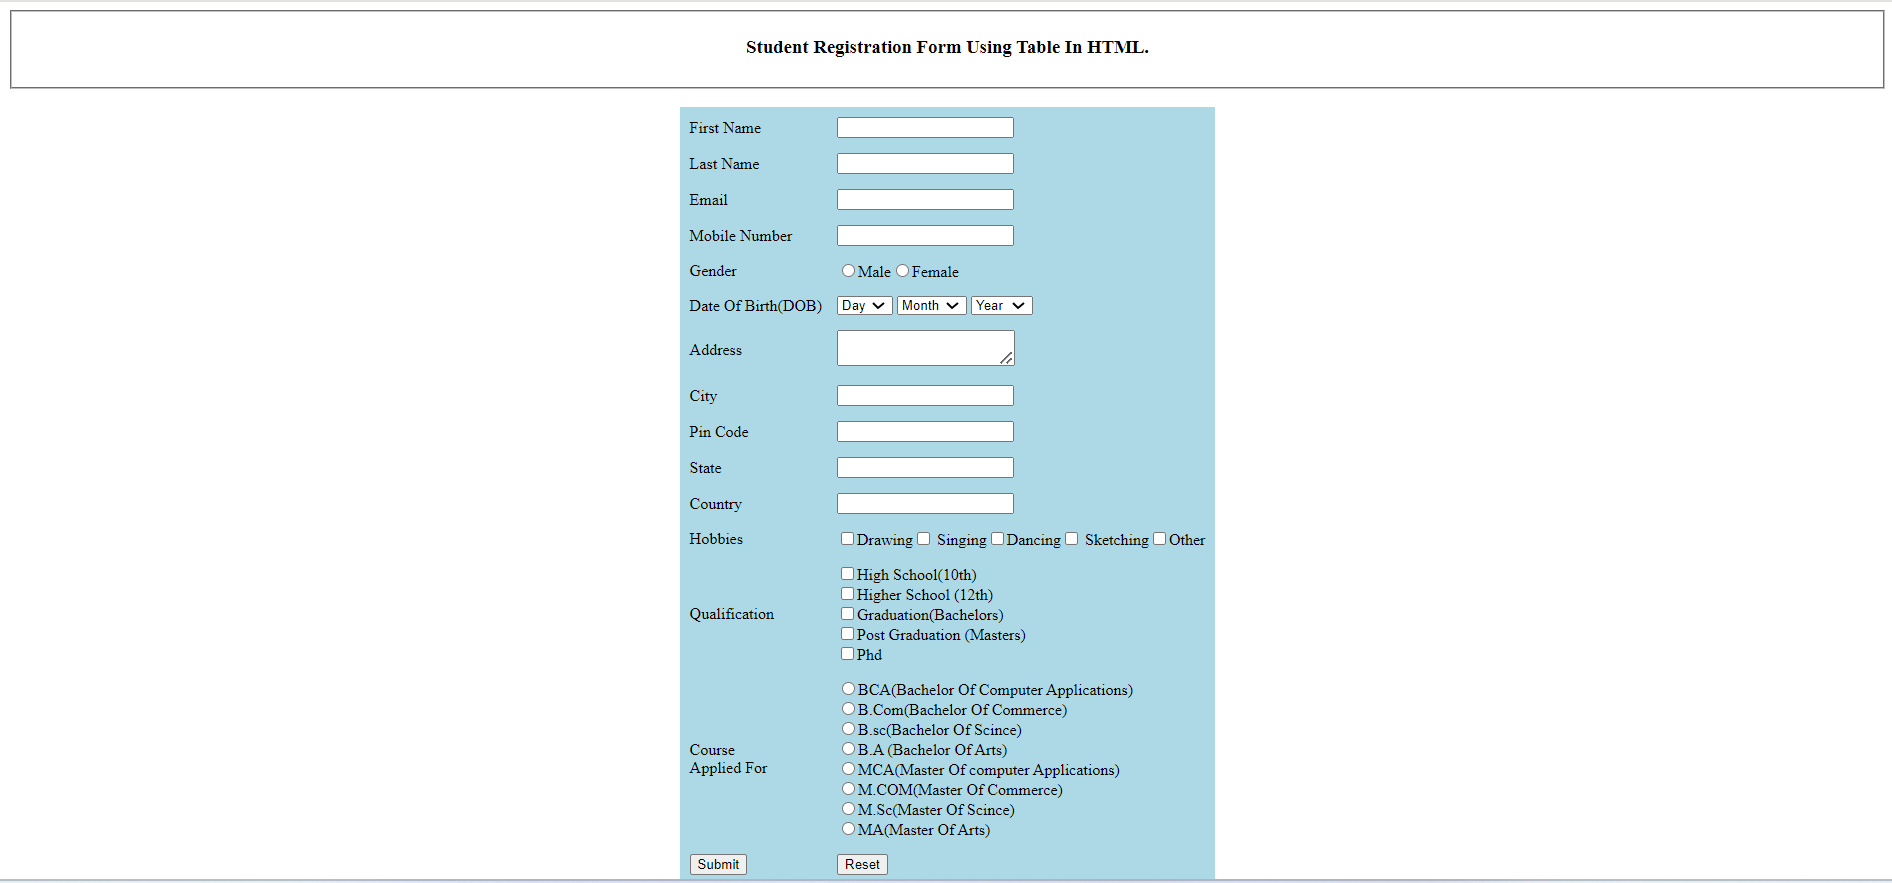 Student Registration Form Using Table In HTML.
First Name
Last Name
Email
Mobile Number
Gender Male Female
Date Of Birth(DOB) Day Month Year
Address
City
Pin Code
State
Country
Hobbies Drawing Singing Dancing Sketching Other
Qualification
High School(10th)
Higher School (12th)
Graduation(Bachelors)
Post Graduation (Masters)
Phd
Course
Applied For
BCA(Bachelor Of Computer Applications)
B.Com(Bachelor Of Commerce)
B.sc(Bachelor Of Scince)
B.A (Bachelor Of Arts)
MCA(Master Of computer Applications)
M.COM(Master Of Commerce)
M.Sc(Master Of Scince)
MA(Master Of Arts)
Submit Reset